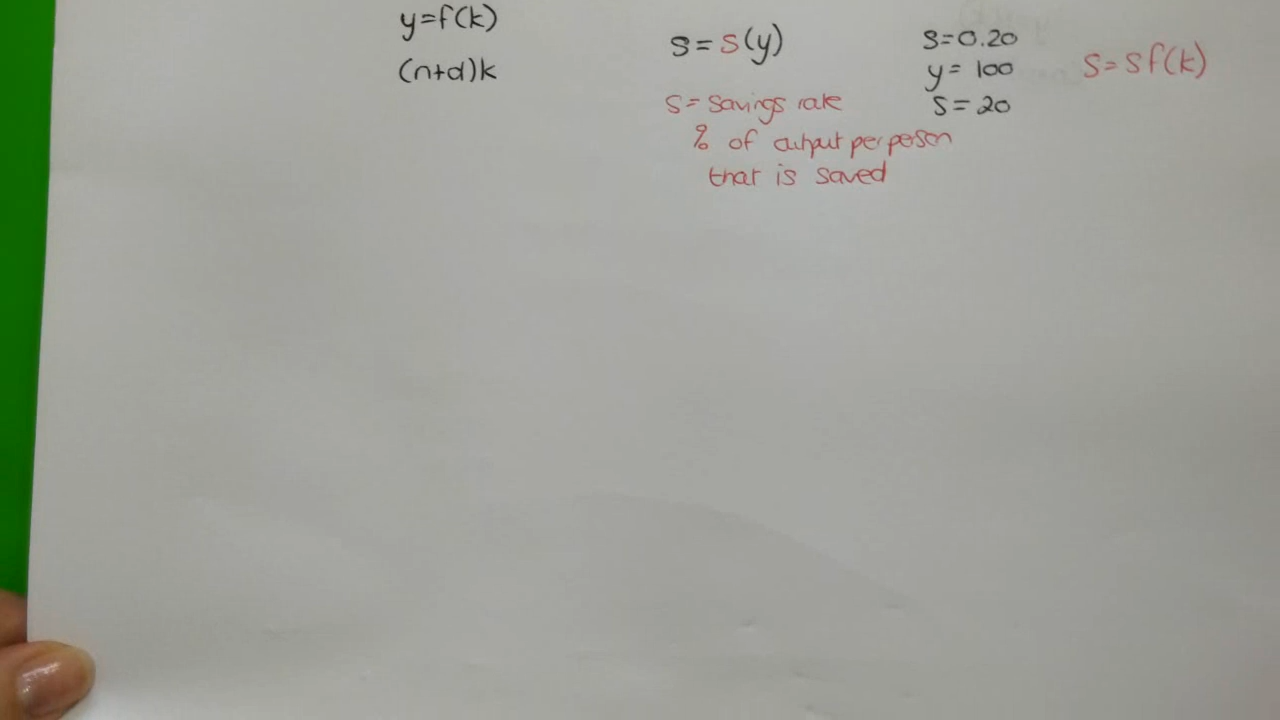 y=f(k)
(n+d)k
s=s(y)
s=savings rate
% of output per person
that is saved
s=0.20
y=100
s=20
s=sf(k)